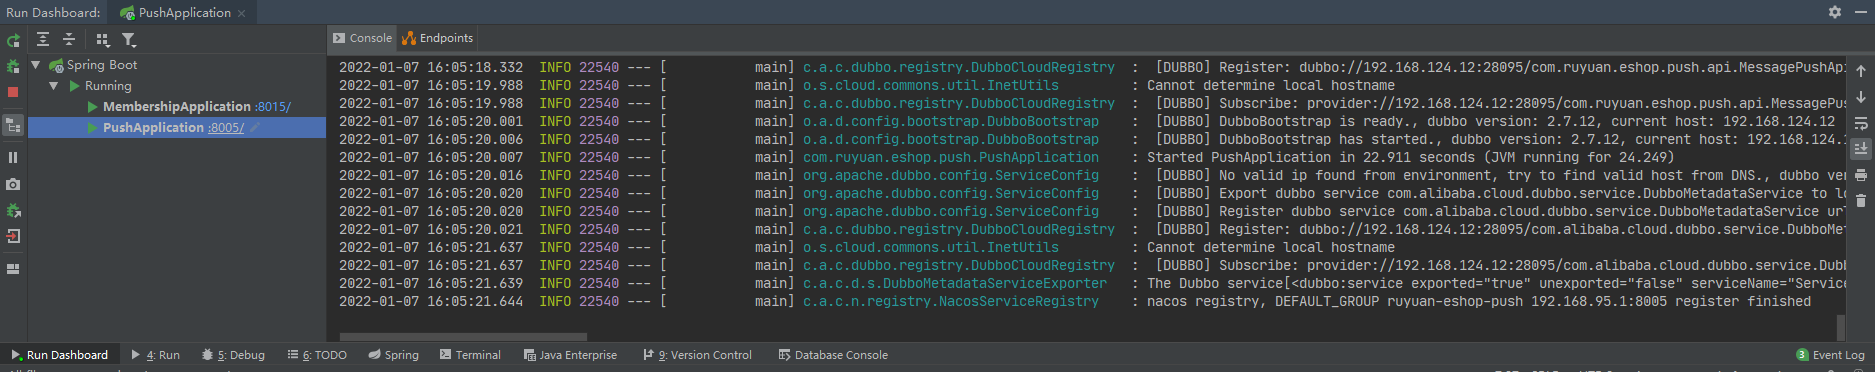 Run Dashboard: PushApplication ×
Console Endpoints
Spring Boot
Running
MembershipApplication :8015/
PushApplication :8005/
2022-01-07 16:05:18.332 INFO 22540 --- [ main] c.a.c.dubbo.registry.DubboCloudRegistry : [DUBBO] Register: dubbo://192.168.124.12:28095/com.ruyuan.eshop.push.api.MessagePushApi
2022-01-07 16:05:19.988 INFO 22540 --- [ main] o.s.cloud.commons.util.InetUtils : Cannot determine local hostname
2022-01-07 16:05:19.988 INFO 22540 --- [ main] c.a.c.dubbo.registry.DubboCloudRegistry : [DUBBO] Subscribe: provider://192.168.124.12:28095/com.ruyuan.eshop.push.api.MessagePus
2022-01-07 16:05:20.001 INFO 22540 --- [ main] o.a.d.config.bootstrap.DubboBootstrap : [DUBBO] DubboBootstrap is ready., dubbo version: 2.7.12, current host: 192.168.124.12
2022-01-07 16:05:20.006 INFO 22540 --- [ main] o.a.d.config.bootstrap.DubboBootstrap : [DUBBO] DubboBootstrap has started., dubbo version: 2.7.12, current host: 192.168.124.1
2022-01-07 16:05:20.007 INFO 22540 --- [ main] com.ruyuan.eshop.push.PushApplication : Started PushApplication in 22.911 seconds (JVM running for 24.249)
2022-01-07 16:05:20.016 INFO 22540 --- [ main] org.apache.dubbo.config.ServiceConfig : [DUBBO] No valid ip found from environment, try to find valid host from DNS., dubbo ver
2022-01-07 16:05:20.020 INFO 22540 --- [ main] org.apache.dubbo.config.ServiceConfig : [DUBBO] Export dubbo service com.alibaba.cloud.dubbo.service.DubboMetadataService to lo
2022-01-07 16:05:20.020 INFO 22540 --- [ main] org.apache.dubbo.config.ServiceConfig : [DUBBO] Register dubbo service com.alibaba.cloud.dubbo.service.DubboMetadataService url
2022-01-07 16:05:20.021 INFO 22540 --- [ main] c.a.c.dubbo.registry.DubboCloudRegistry : [DUBBO] Register: dubbo://192.168.124.12:28095/com.alibaba.cloud.dubbo.service.DubboMet
2022-01-07 16:05:21.637 INFO 22540 --- [ main] o.s.cloud.commons.util.InetUtils : Cannot determine local hostname
2022-01-07 16:05:21.637 INFO 22540 --- [ main] c.a.c.dubbo.registry.DubboCloudRegistry : [DUBBO] Subscribe: provider://192.168.124.12:28095/com.alibaba.cloud.dubbo.service.Dubb
2022-01-07 16:05:21.639 INFO 22540 --- [ main] c.a.c.d.s.DubboMetadataServiceExporter : The Dubbo service[<dubbo:service exported="true" unexported="false" serviceName="Service
2022-01-07 16:05:21.644 INFO 22540 --- [ main] c.a.c.n.registry.NacosServiceRegistry : nacos registry, DEFAULT_GROUP ruyuan-eshop-push 192.168.95.1:8005 register finished
Run Dashboard 4: Run 5: Debug 6: TODO Spring Terminal Java Enterprise 9: Version Control Database Console 3 Event Log